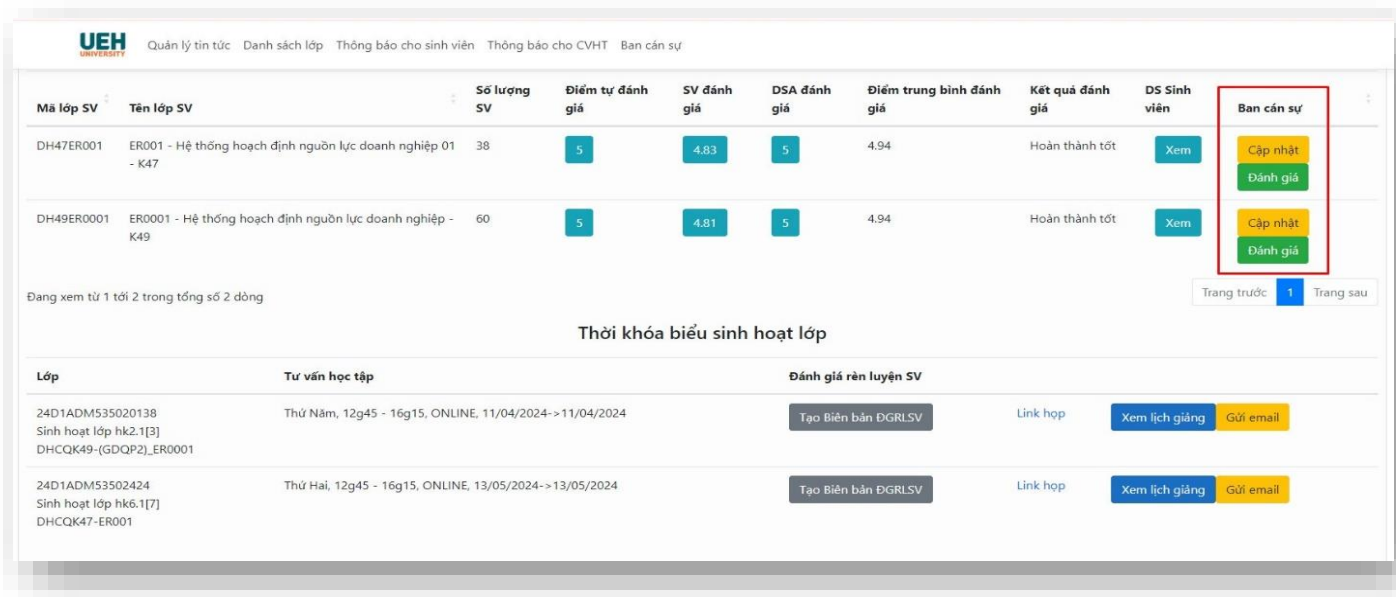 UEH
UNIVERSITY
Quản lý tin tức Danh sách lớp Thông báo cho sinh viên Thông báo cho CVHT Ban cán sự
Mã lớp SV Tên lớp SV Số lượng SV Điểm tự đánh giá SV đánh giá DSA đánh giá Điểm trung bình đánh giá Kết quả đánh giá DS Sinh viên Ban cán sự
DH47ER001 ER001 - Hệ thống hoạch định nguồn lực doanh nghiệp 01 38 5 4.83 5 4.94 Hoàn thành tốt Xem Cập nhật
- K47 Đánh giá
DH49ER0001 ER0001 - Hệ thống hoạch định nguồn lực doanh nghiệp - 60 5 4.81 5 4.94 Hoàn thành tốt Xem Cập nhật
K49 Đánh giá
Đang xem từ 1 tới 2 trong tổng số 2 dòng
Trang trước 1 Trang sau
Thời khóa biểu sinh hoạt lớp
Lớp Tư vấn học tập Đánh giá rèn luyện SV
24D1ADM535020138 Thứ Năm, 12g45 - 16g15, ONLINE, 11/04/2024->11/04/2024 Tạo Biên bản ĐGRLSV Link họp Xem lịch giảng Gửi email
Sinh hoạt lớp hk2.1[3]
DHCQK49-(GDQP2)_ER0001
24D1ADM53502424 Thứ Hai, 12g45 - 16g15, ONLINE, 13/05/2024->13/05/2024 Tạo Biên bản ĐGRLSV Link họp Xem lịch giảng Gửi email
Sinh hoạt lớp hk6.1[7]
DHCQK47-ER001